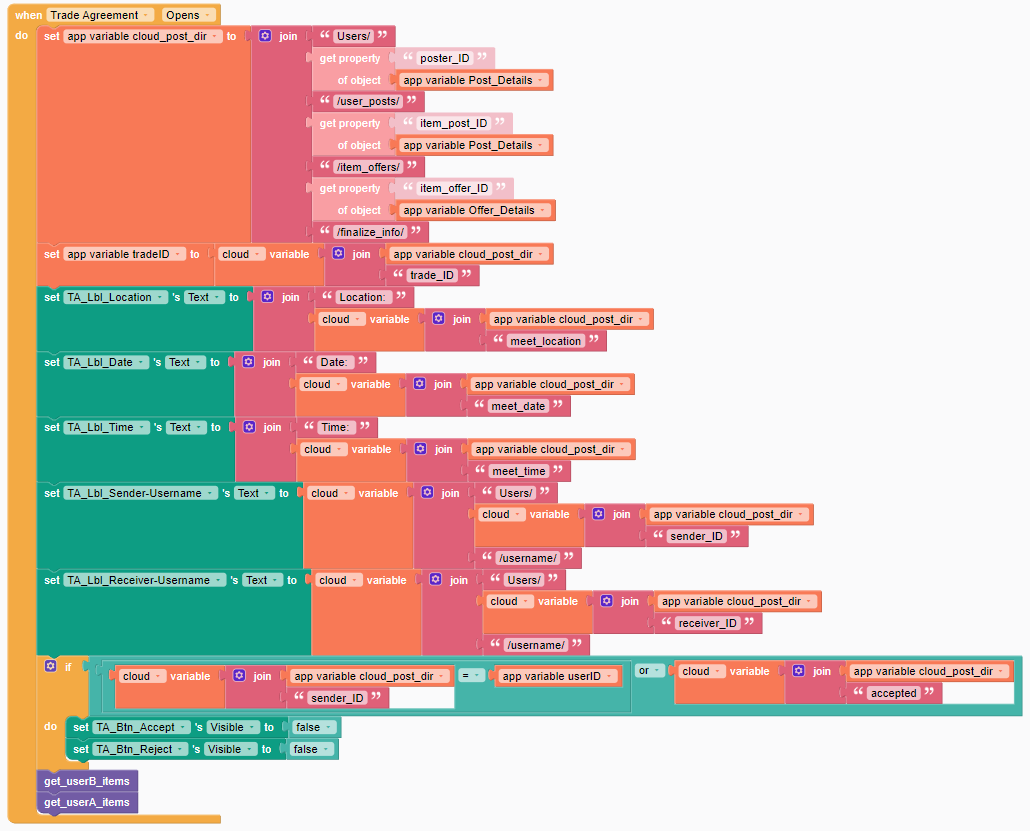 when Trade Agreement Opens
do set app variable cloud_post_dir to join “ Users/ ”
get property “ poster_ID ”
of object app variable Post_Details
“ /user_posts/ ”
get property “ item_post_ID ”
of object app variable Post_Details
“ /item_offers/ ”
get property “ item_offer_ID ”
of object app variable Offer_Details
“ /finalize_info/ ”
set app variable tradeID to cloud variable join app variable cloud_post_dir
“ trade_ID ”
set TA_Lbl_Location 's Text to join “ Location: ”
cloud variable join app variable cloud_post_dir
“ meet_location ”
set TA_Lbl_Date 's Text to join “ Date: ”
cloud variable join app variable cloud_post_dir
“ meet_date ”
set TA_Lbl_Time 's Text to join “ Time: ”
cloud variable join app variable cloud_post_dir
“ meet_time ”
set TA_Lbl_Sender-Username 's Text to cloud variable join “ Users/ ”
cloud variable join app variable cloud_post_dir
“ sender_ID ”
“ /username/ ”
set TA_Lbl_Receiver-Username 's Text to cloud variable join “ Users/ ”
cloud variable join app variable cloud_post_dir
“ receiver_ID ”
“ /username/ ”
if cloud variable join app variable cloud_post_dir = app variable userID or cloud variable join app variable cloud_post_dir
“ sender_ID ” “ accepted ”
do set TA_Btn_Accept 's Visible to false
set TA_Btn_Reject 's Visible to false
get_userB_items
get_userA_items